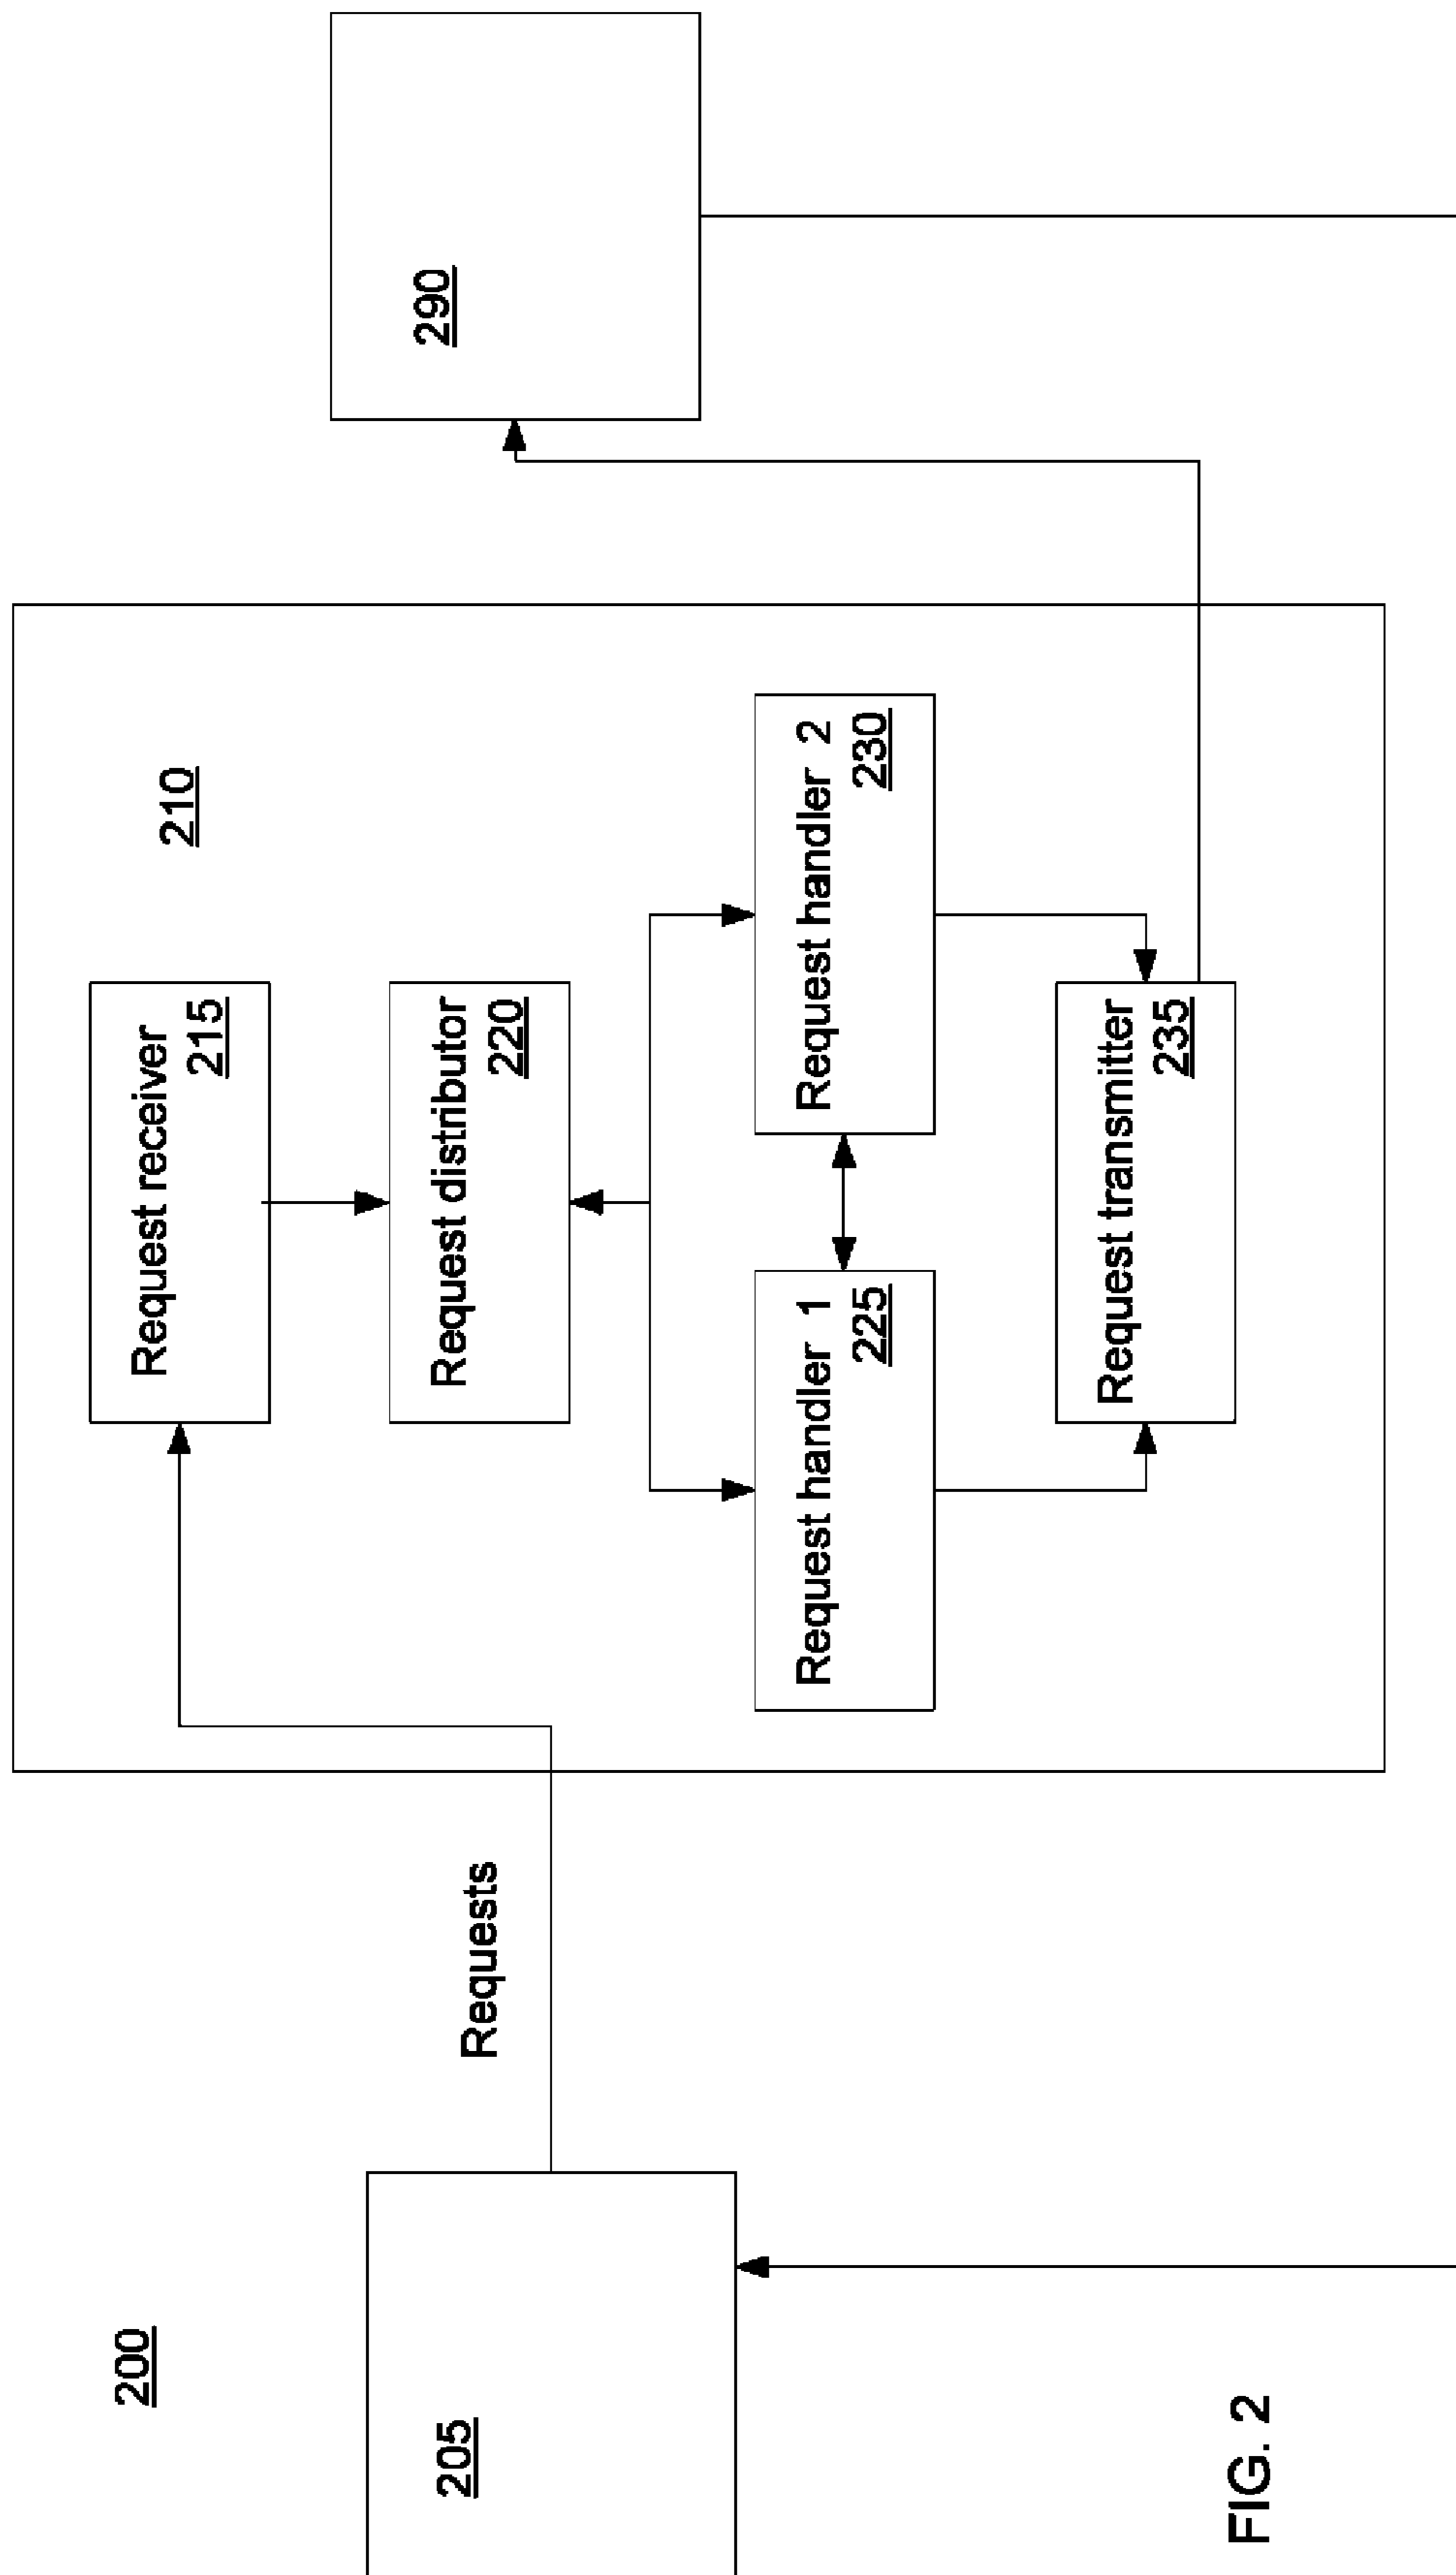 200
205
Requests
210
Request receiver
215
Request distributor
220
Request handler 1
225
Request handler 2
230
Request transmitter
235
290
FIG. 2